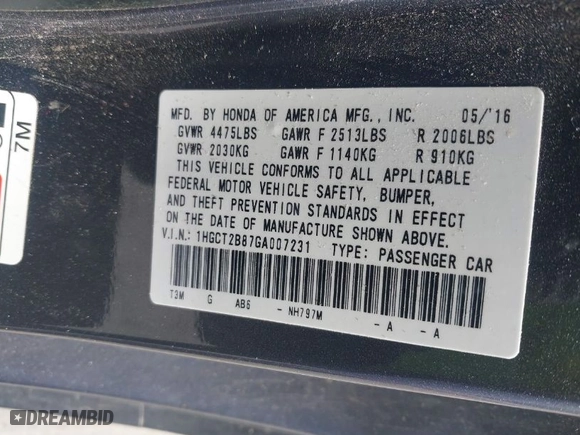 7M
MFD. BY HONDA OF AMERICA MFG., INC. 05/'16
GVWR 4475LBS GAWR F 2513LBS R 2006LBS
GVWR 2030KG GAWR F 1140KG R 910KG
THIS VEHICLE CONFORMS TO ALL APPLICABLE
FEDERAL MOTOR VEHICLE SAFETY, BUMPER,
AND THEFT PREVENTION STANDARDS IN EFFECT
ON THE DATE OF MANUFACTURE SHOWN ABOVE.
V.I.N.: 1HGCT2B87GA007231 TYPE: PASSENGER CAR
T3M G AB6 - NH797M - A - A
DREAMBID